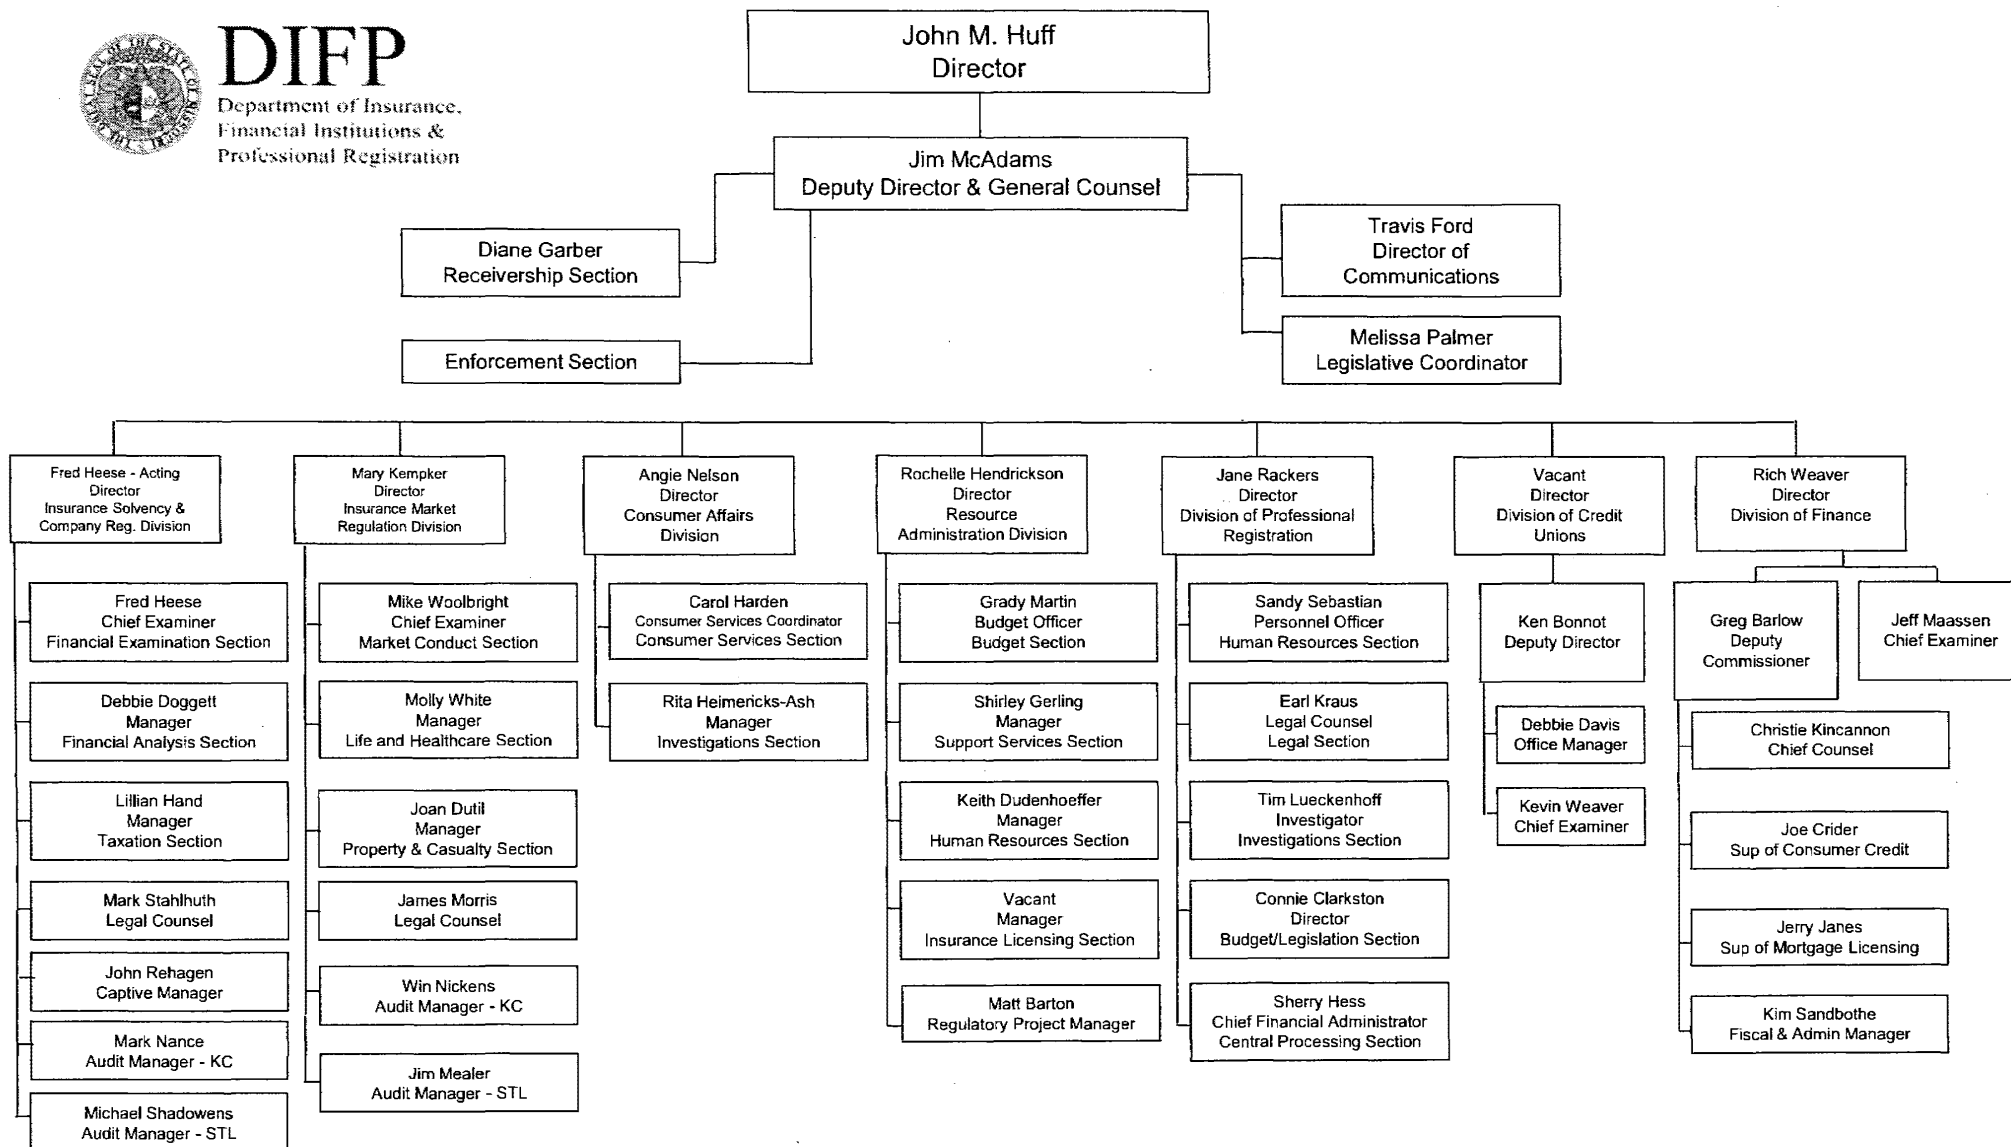 DIFP
Department of Insurance,
Financial Institutions &
Professional Registration
John M. Huff
Director
Jim McAdams
Deputy Director & General Counsel
Diane Garber
Receivership Section
Enforcement Section
Travis Ford
Director of
Communications
Melissa Palmer
Legislative Coordinator
Fred Heese - Acting
Director
Insurance Solvency &
Company Reg. Division
Fred Heese
Chief Examiner
Financial Examination Section
Debbie Doggett
Manager
Financial Analysis Section
Lillian Hand
Manager
Taxation Section
Mark Stahlhuth
Legal Counsel
John Rehagen
Captive Manager
Mark Nance
Audit Manager - KC
Michael Shadowens
Audit Manager - STL
Mary Kempker
Director
Insurance Market
Regulation Division
Mike Woolbright
Chief Examiner
Market Conduct Section
Molly White
Manager
Life and Healthcare Section
Joan Dutil
Manager
Property & Casualty Section
James Morris
Legal Counsel
Win Nickens
Audit Manager - KC
Jim Mealer
Audit Manager - STL
Angie Nelson
Director
Consumer Affairs
Division
Carol Harden
Consumer Services Coordinator
Consumer Services Section
Rita Heimericks-Ash
Manager
Investigations Section
Rochelle Hendrickson
Director
Resource
Administration Division
Grady Martin
Budget Officer
Budget Section
Shirley Gerling
Manager
Support Services Section
Keith Dudenhoeffer
Manager
Human Resources Section
Vacant
Manager
Insurance Licensing Section
Matt Barton
Regulatory Project Manager
Jane Rackers
Director
Division of Professional
Registration
Sandy Sebastian
Personnel Officer
Human Resources Section
Earl Kraus
Legal Counsel
Legal Section
Tim Lueckenhoff
Investigator
Investigations Section
Connie Clarkston
Director
Budget/Legislation Section
Sherry Hess
Chief Financial Administrator
Central Processing Section
Vacant
Director
Division of Credit
Unions
Ken Bonnot
Deputy Director
Debbie Davis
Office Manager
Kevin Weaver
Chief Examiner
Rich Weaver
Director
Division of Finance
Greg Barlow
Deputy
Commissioner
Jeff Maassen
Chief Examiner
Christie Kincannon
Chief Counsel
Joe Crider
Sup of Consumer Credit
Jerry Janes
Sup of Mortgage Licensing
Kim Sandbothe
Fiscal & Admin Manager